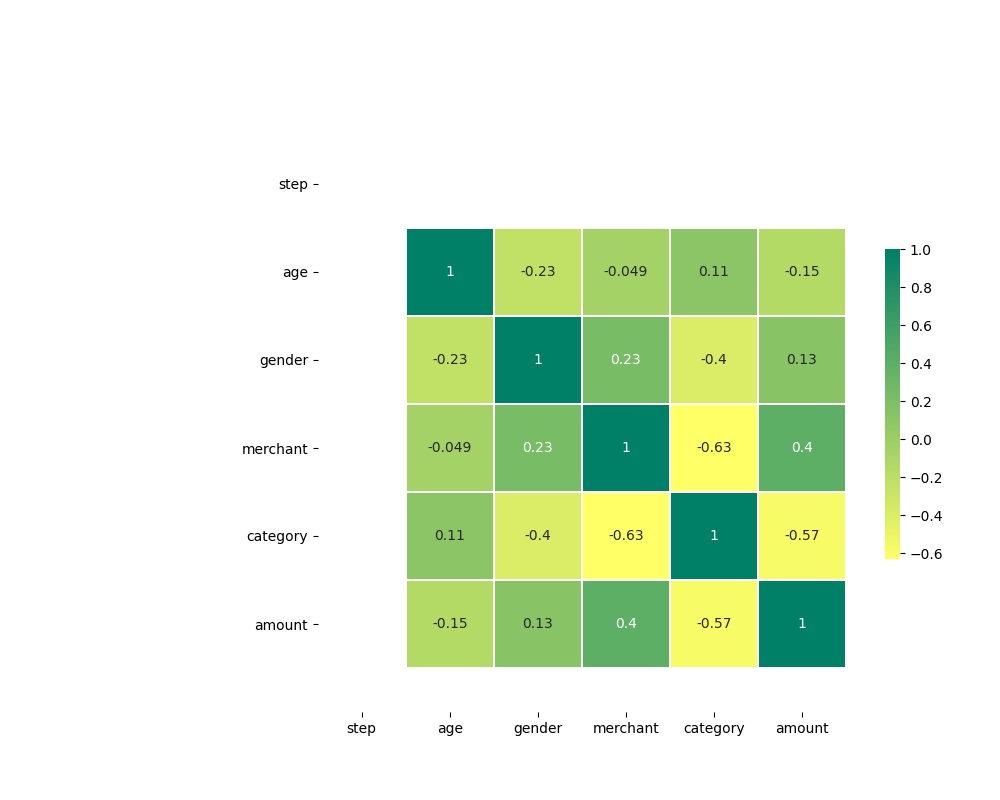 step
1.0
age 1 -0.23 -0.049 0.11 -0.15
0.8
0.6
gender -0.23 1 0.23 -0.4 0.13
0.4
0.2
merchant -0.049 0.23 1 -0.63 0.4
0.0
−0.2
category 0.11 -0.4 -0.63 1 -0.57
−0.4
−0.6
amount -0.15 0.13 0.4 -0.57 1
step age gender merchant category amount